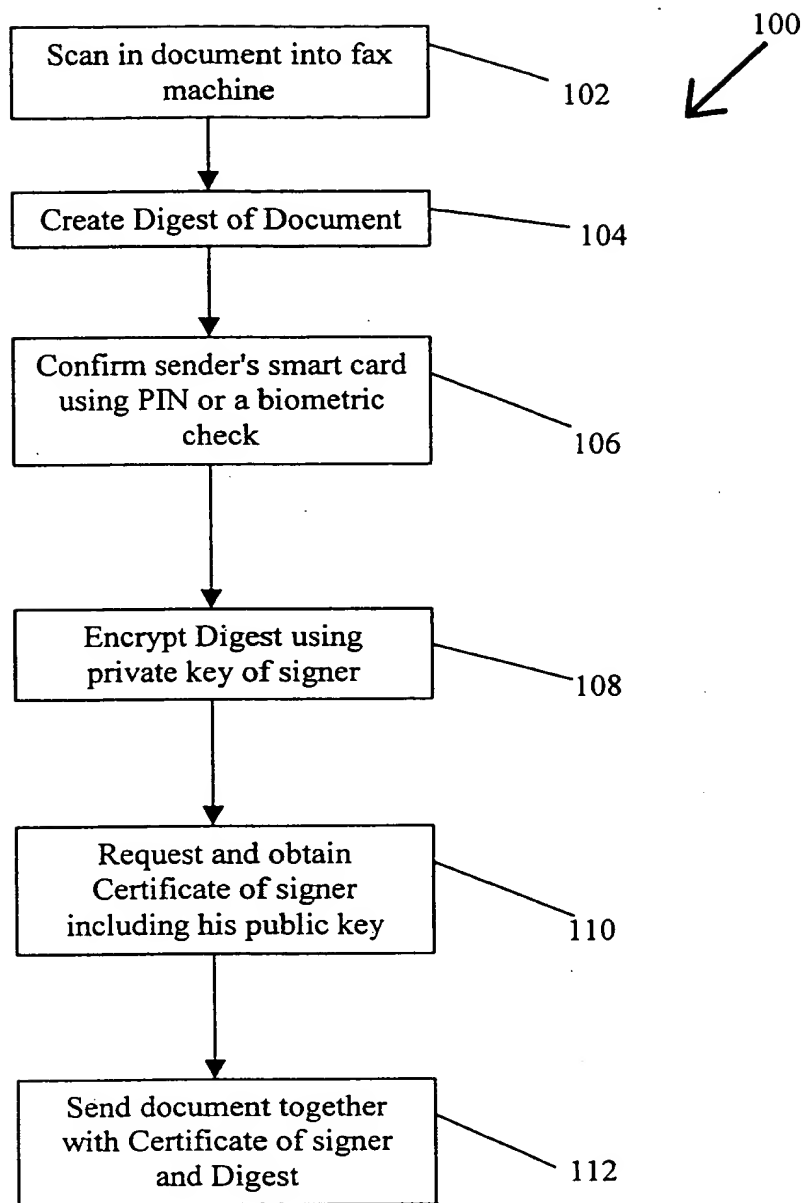 100
Scan in document into fax
machine
102
Create Digest of Document
104
Confirm sender's smart card
using PIN or a biometric
check
106
Encrypt Digest using
private key of signer
108
Request and obtain
Certificate of signer
including his public key
110
Send document together
with Certificate of signer
and Digest
112